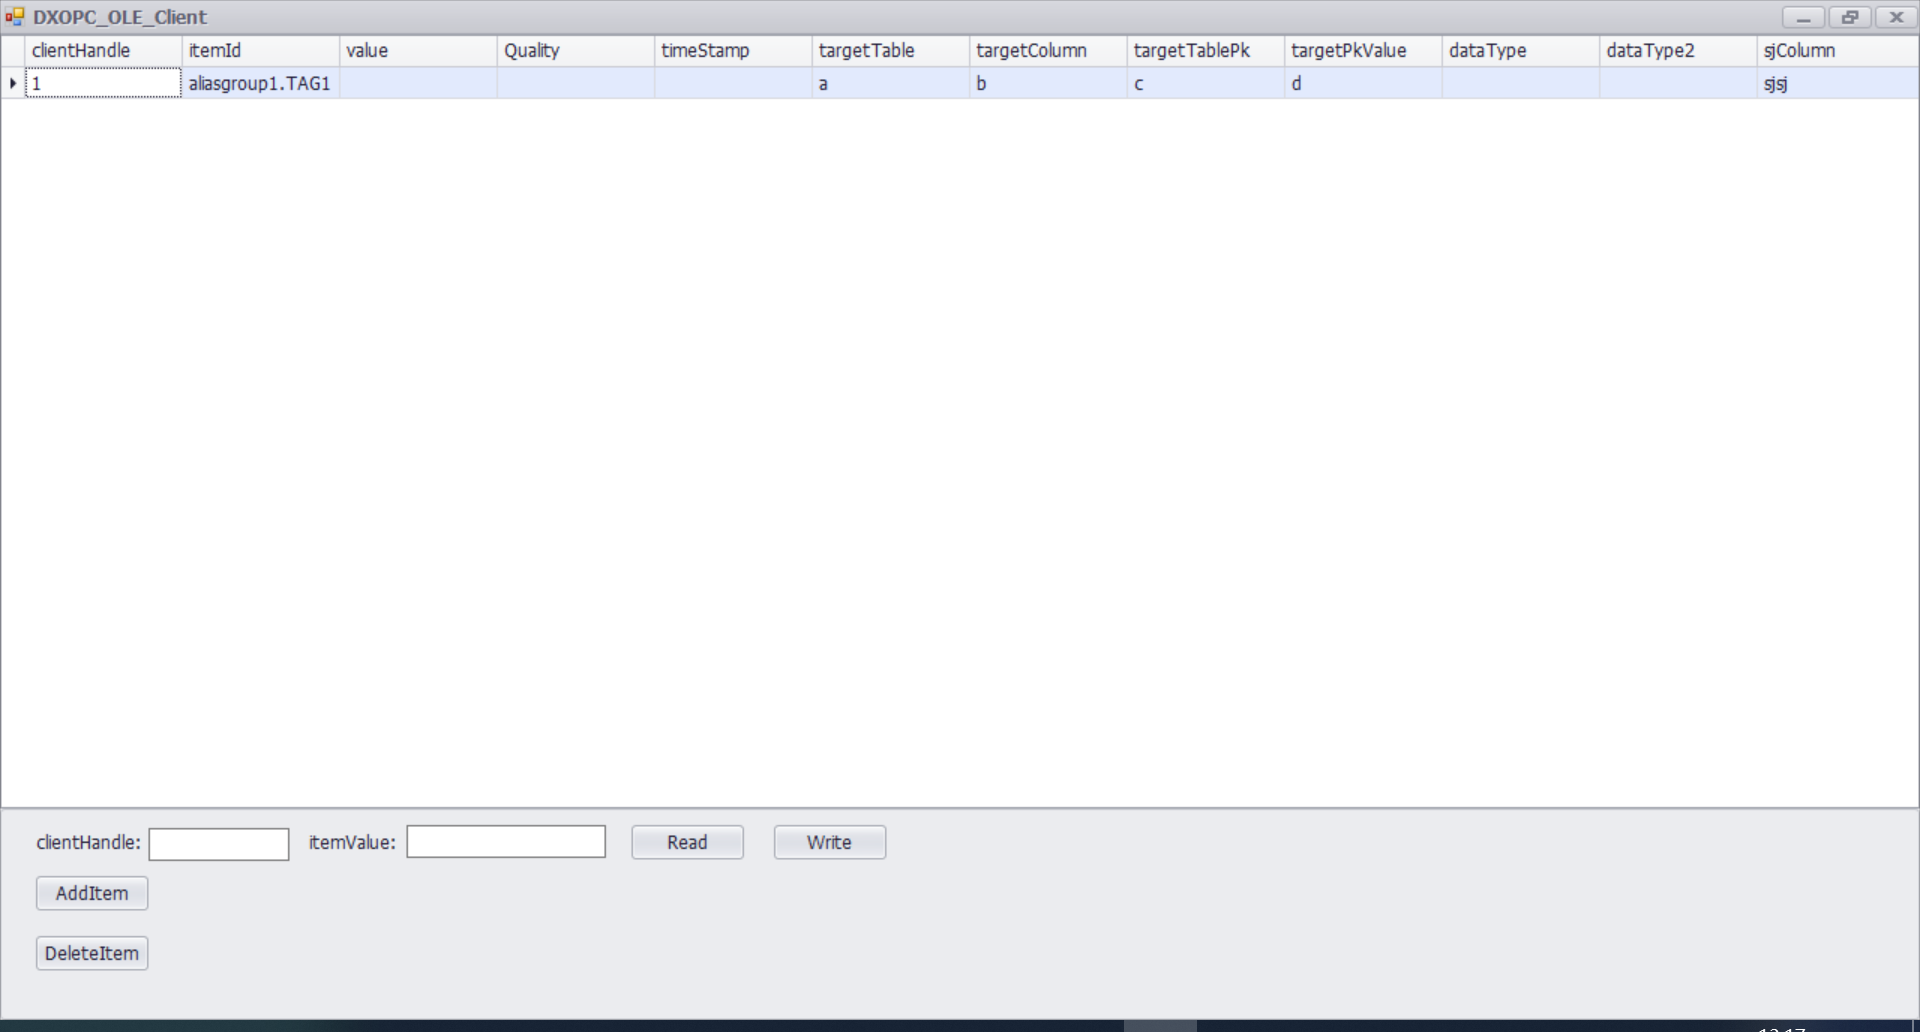 DXOPC_OLE_Client
clientHandle itemId value Quality timeStamp targetTable targetColumn targetTablePk targetPkValue dataType dataType2 sjColumn
1 aliasgroup1.TAG1 a b c d sjsj
clientHandle: itemValue: Read Write
AddItem
DeleteItem